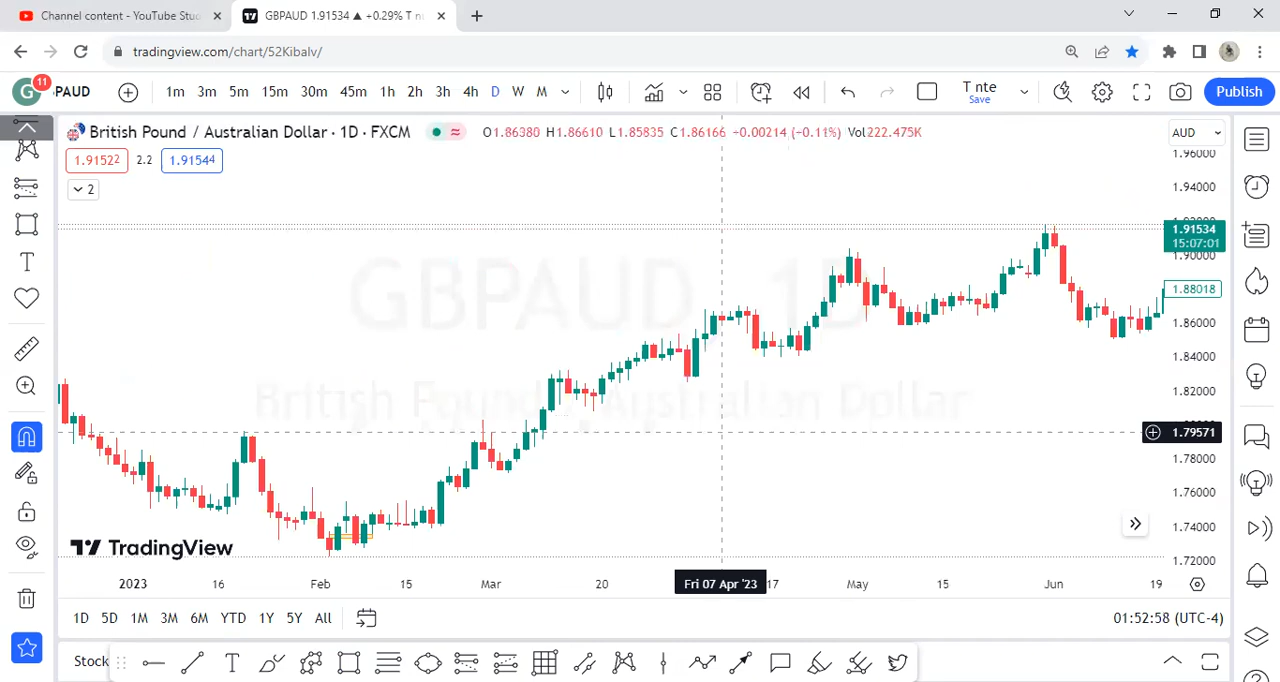 Channel content - YouTube Stu
GBPAUD 1.91534 ▲ +0.29% T n
tradingview.com/chart/52Kibalv/
G 11 PAUD 1m 3m 5m 15m 30m 45m 1h 2h 3h 4h D W M T nte Save Publish
British Pound / Australian Dollar · 1D · FXCM O1.86380 H1.86610 L1.85835 C1.86166 +0.00214 (−0.11%) Vol222.475K AUD
1.91522 2.2 1.91544
2
1.96000
1.94000
1.91534
15:07:01
1.90000
1.88018
1.86000
1.84000
1.82000
1.79571
1.78000
1.76000
1.74000
1.72000
GBPAUD 1D
British Pound / Australian Dollar
TradingView
2023 16 Feb 15 Mar 20 Fri 07 Apr '23 17 May 15 Jun 19
1D 5D 1M 3M 6M YTD 1Y 5Y All 01:52:58 (UTC-4)
Stock